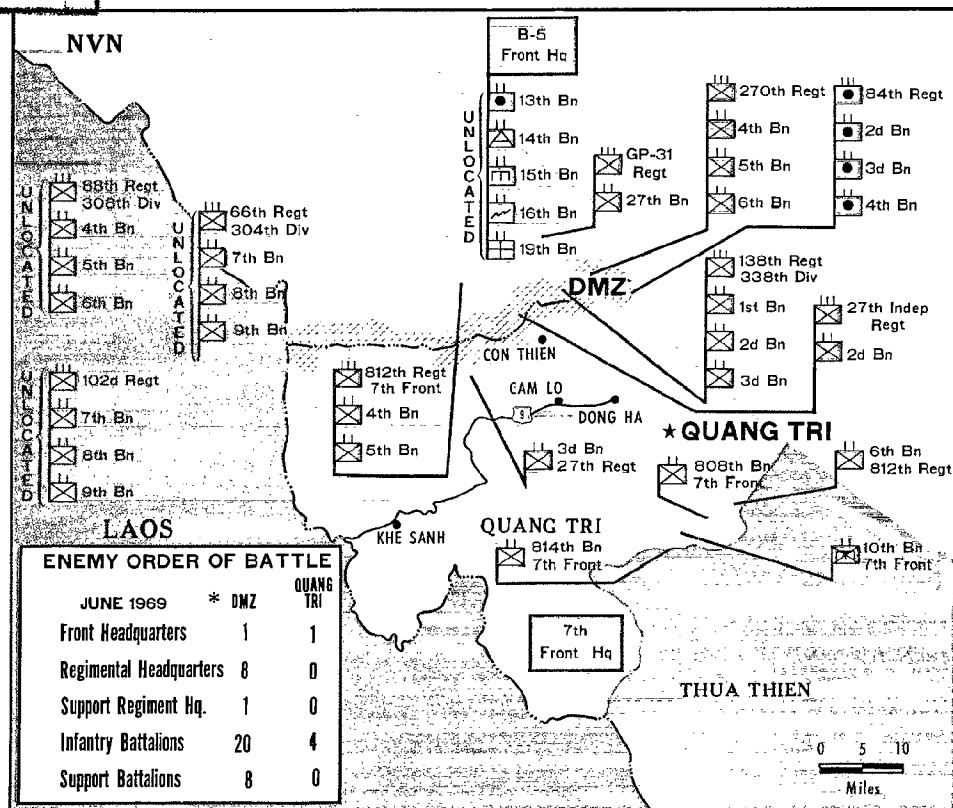 NVN
B-5
Front Hq
UNLOCATED
13th Bn
14th Bn
15th Bn
16th Bn
19th Bn
GP-31
Regt
27th Bn
270th Regt
4th Bn
5th Bn
6th Bn
84th Regt
2d Bn
3d Bn
4th Bn
UNLOCATED
88th Regt
308th Div
4th Bn
5th Bn
6th Bn
UNLOCATED
66th Regt
304th Div
7th Bn
8th Bn
9th Bn
DMZ
138th Regt
338th Div
1st Bn
2d Bn
3d Bn
27th Indep
Regt
2d Bn
UNLOCATED
102d Regt
7th Bn
8th Bn
9th Bn
812th Regt
7th Front
4th Bn
5th Bn
CON THIEN
CAM LO
9
DONG HA
★QUANG TRI
3d Bn
27th Regt
808th Bn
7th Front
6th Bn
812th Regt
LAOS
KHE SANH
QUANG TRI
814th Bn
7th Front
10th Bn
7th Front
7th
Front Hq
THUA THIEN
ENEMY ORDER OF BATTLE
JUNE 1969 * DMZ QUANG TRI
Front Headquarters 1 1
Regimental Headquarters 8 0
Support Regiment Hq. 1 0
Infantry Battalions 20 4
Support Battalions 8 0
0 5 10
Miles